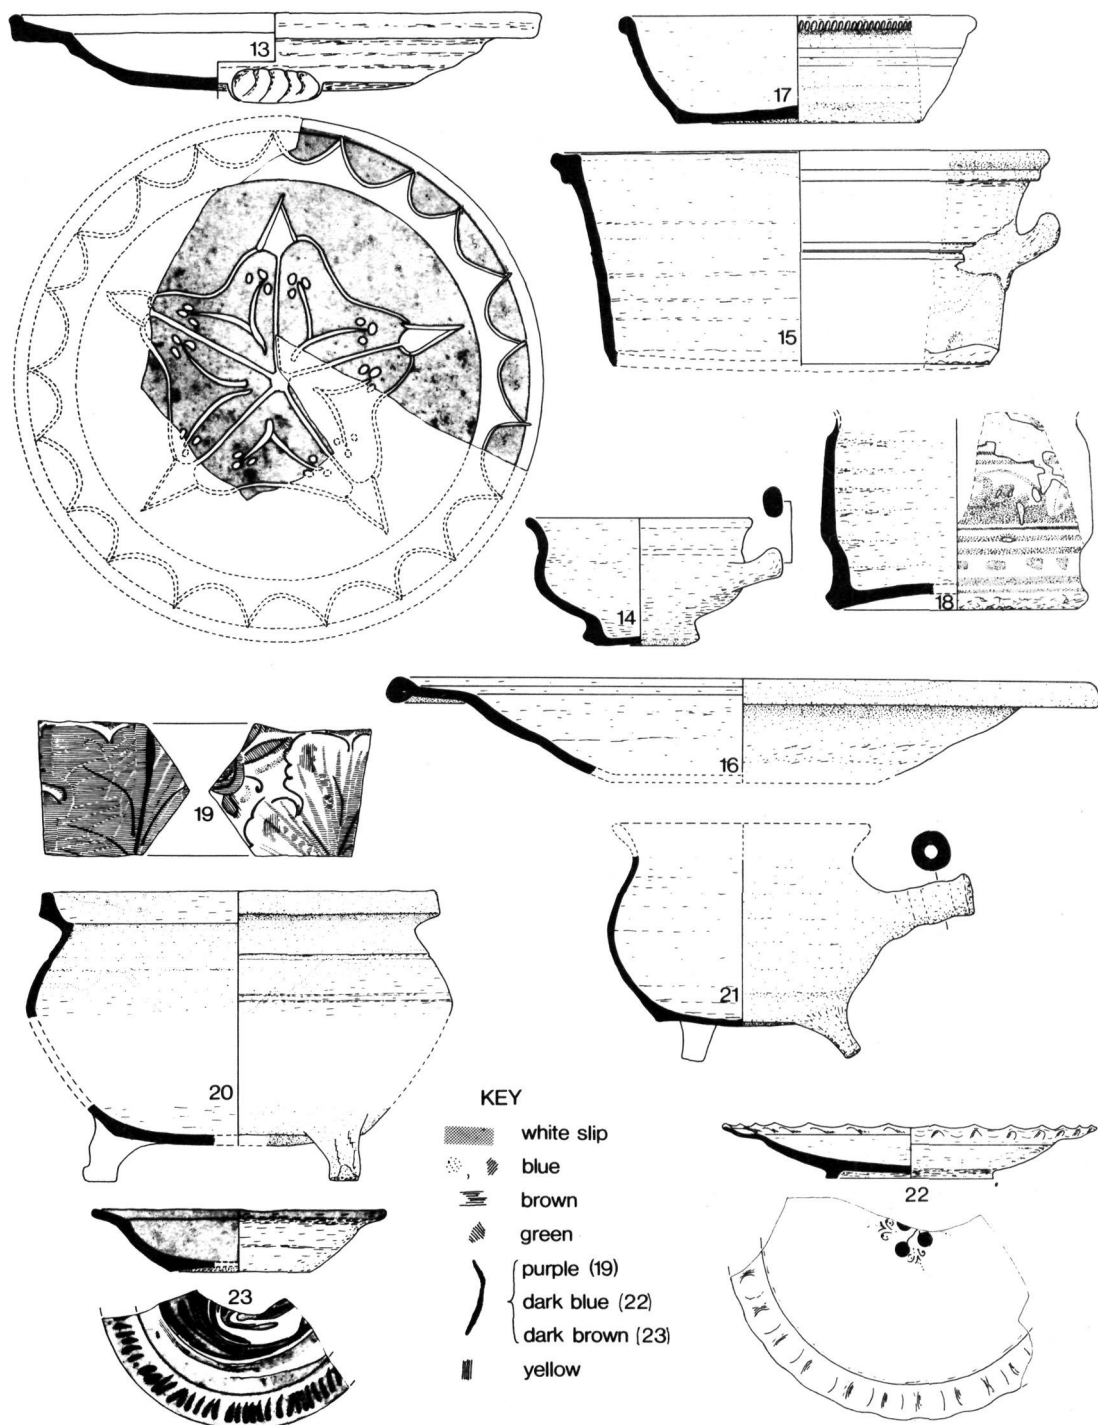 13
17
15
14
18
16
19
21
20
KEY
white slip
, blue
brown
green
purple (19)
dark blue (22)
dark brown (23)
yellow
22
23